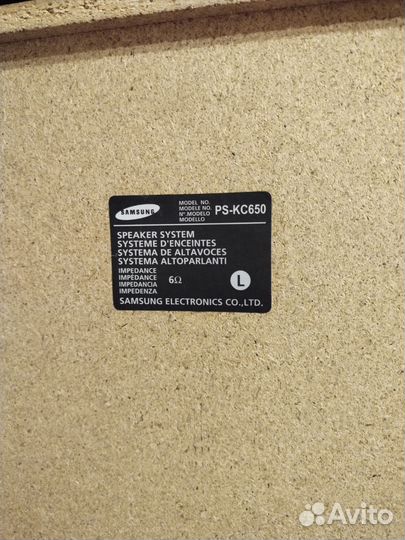 SAMSUNG
MODEL NO.
MODELE NO.
N°.MODELO
MODELLO
PS-KC650
SPEAKER SYSTEM
SYSTEME D'ENCEINTES
SYSTEMA DE ALTAVOCES
SYSTEMA ALTOPARLANTI
IMPEDANCE
IMPÉDANCE
IMPEDANCIA
IMPEDENZA
6Ω
L
SAMSUNG ELECTRONICS CO.,LTD.
Avito